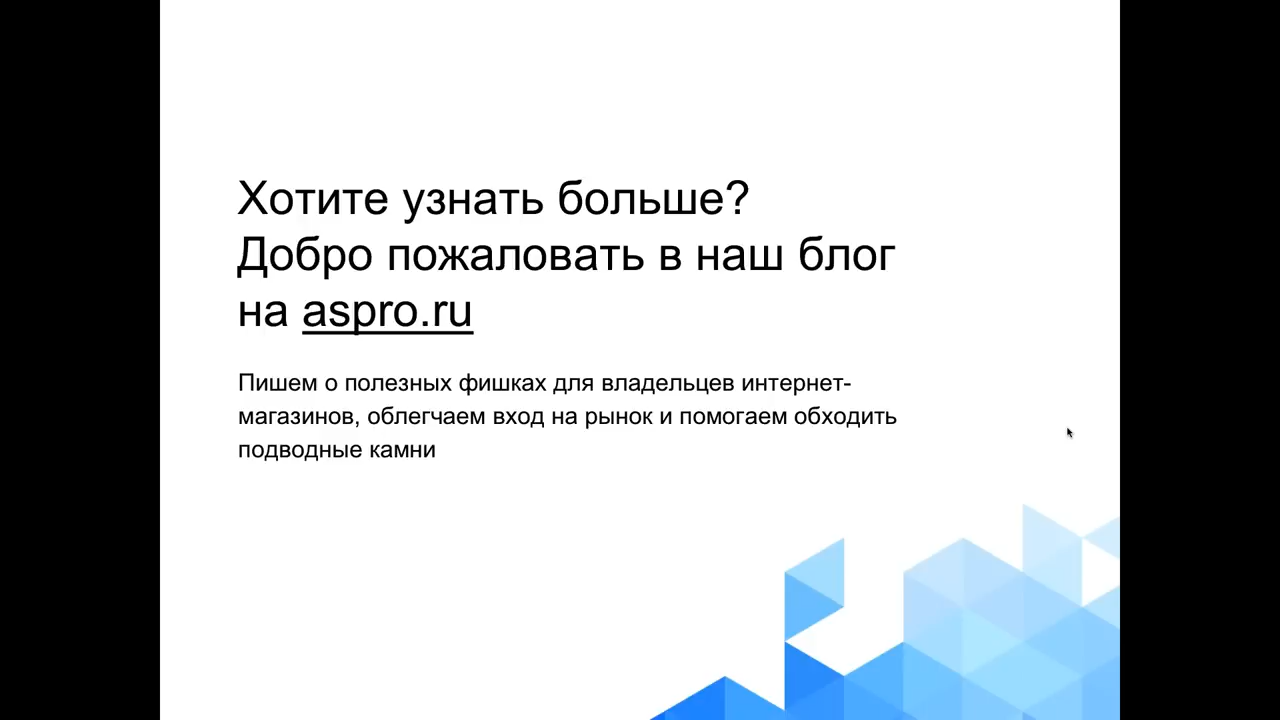 Хотите узнать больше?
Добро пожаловать в наш блог
на aspro.ru
Пишем о полезных фишках для владельцев интернет-
магазинов, облегчаем вход на рынок и помогаем обходить
подводные камни